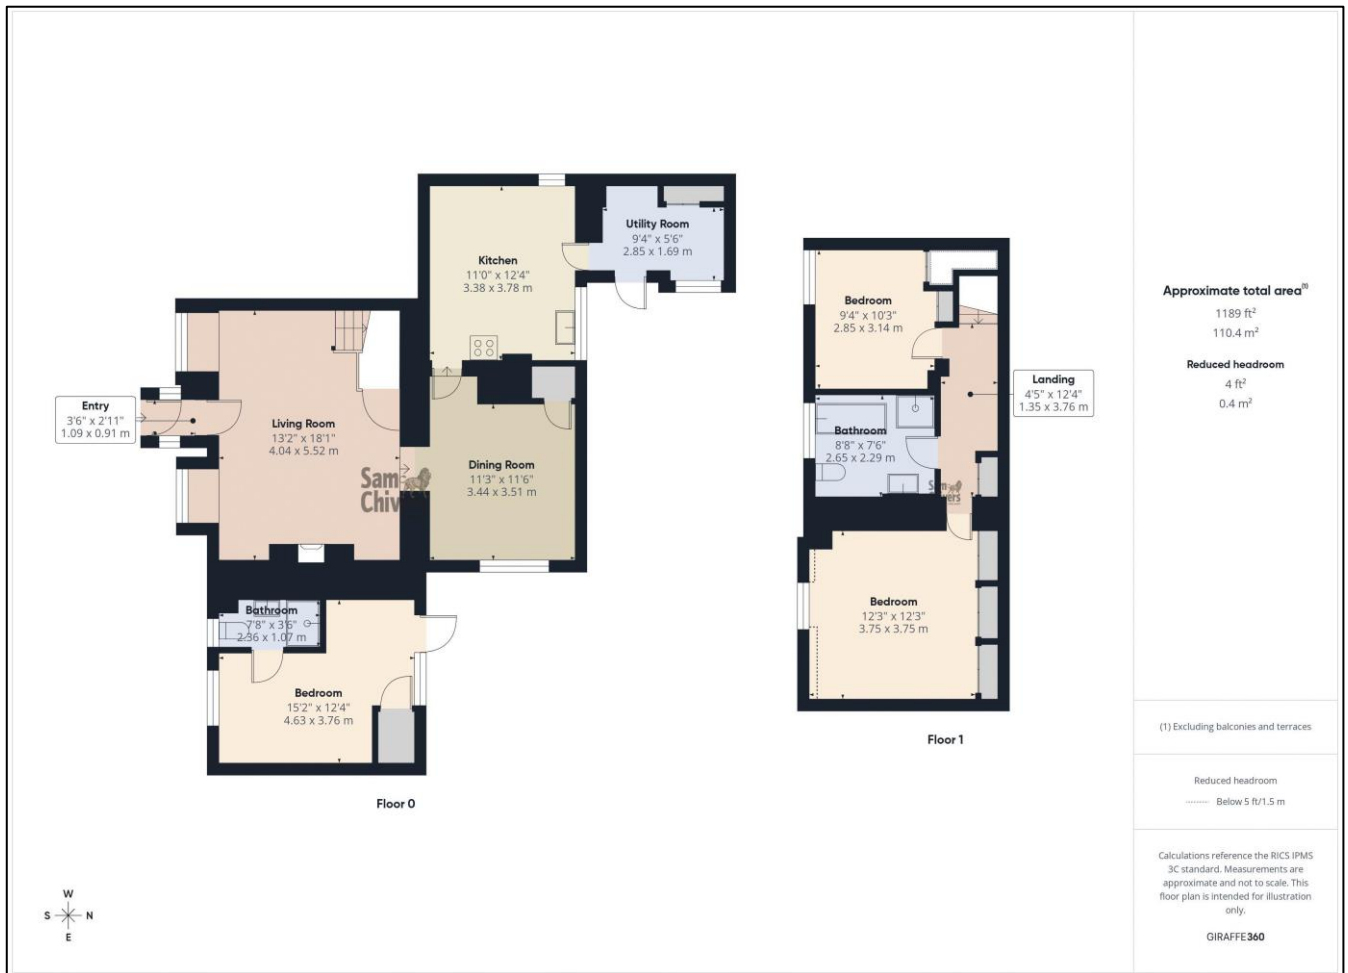 Utility Room
9'4" x 5'6"
2.85 x 1.69 m
Kitchen
11'0" x 12'4"
3.38 x 3.78 m
Entry
3'6" x 2'11"
1.09 x 0.91 m
Living Room
13'2" x 18'1"
4.04 x 5.52 m
Sam
Chiv
Dining Room
11'3" x 11'6"
3.44 x 3.51 m
Bathroom
7'8" x 3'6"
2.36 x 1.07 m
Bedroom
15'2" x 12'4"
4.63 x 3.76 m
Floor 0
Bedroom
9'4" x 10'3"
2.85 x 3.14 m
Landing
4'5" x 12'4"
1.35 x 3.76 m
Bathroom
8'8" x 7'6"
2.65 x 2.29 m
Bedroom
12'3" x 12'3"
3.75 x 3.75 m
Floor 1
W
S N
E
Approximate total area(1)
1189 ft²
110.4 m²
Reduced headroom
4 ft²
0.4 m²
(1) Excluding balconies and terraces
Reduced headroom
Below 5 ft/1.5 m
Calculations reference the RICS IPMS
3C standard. Measurements are
approximate and not to scale. This
floor plan is intended for illustration
only.
GIRAFFE360